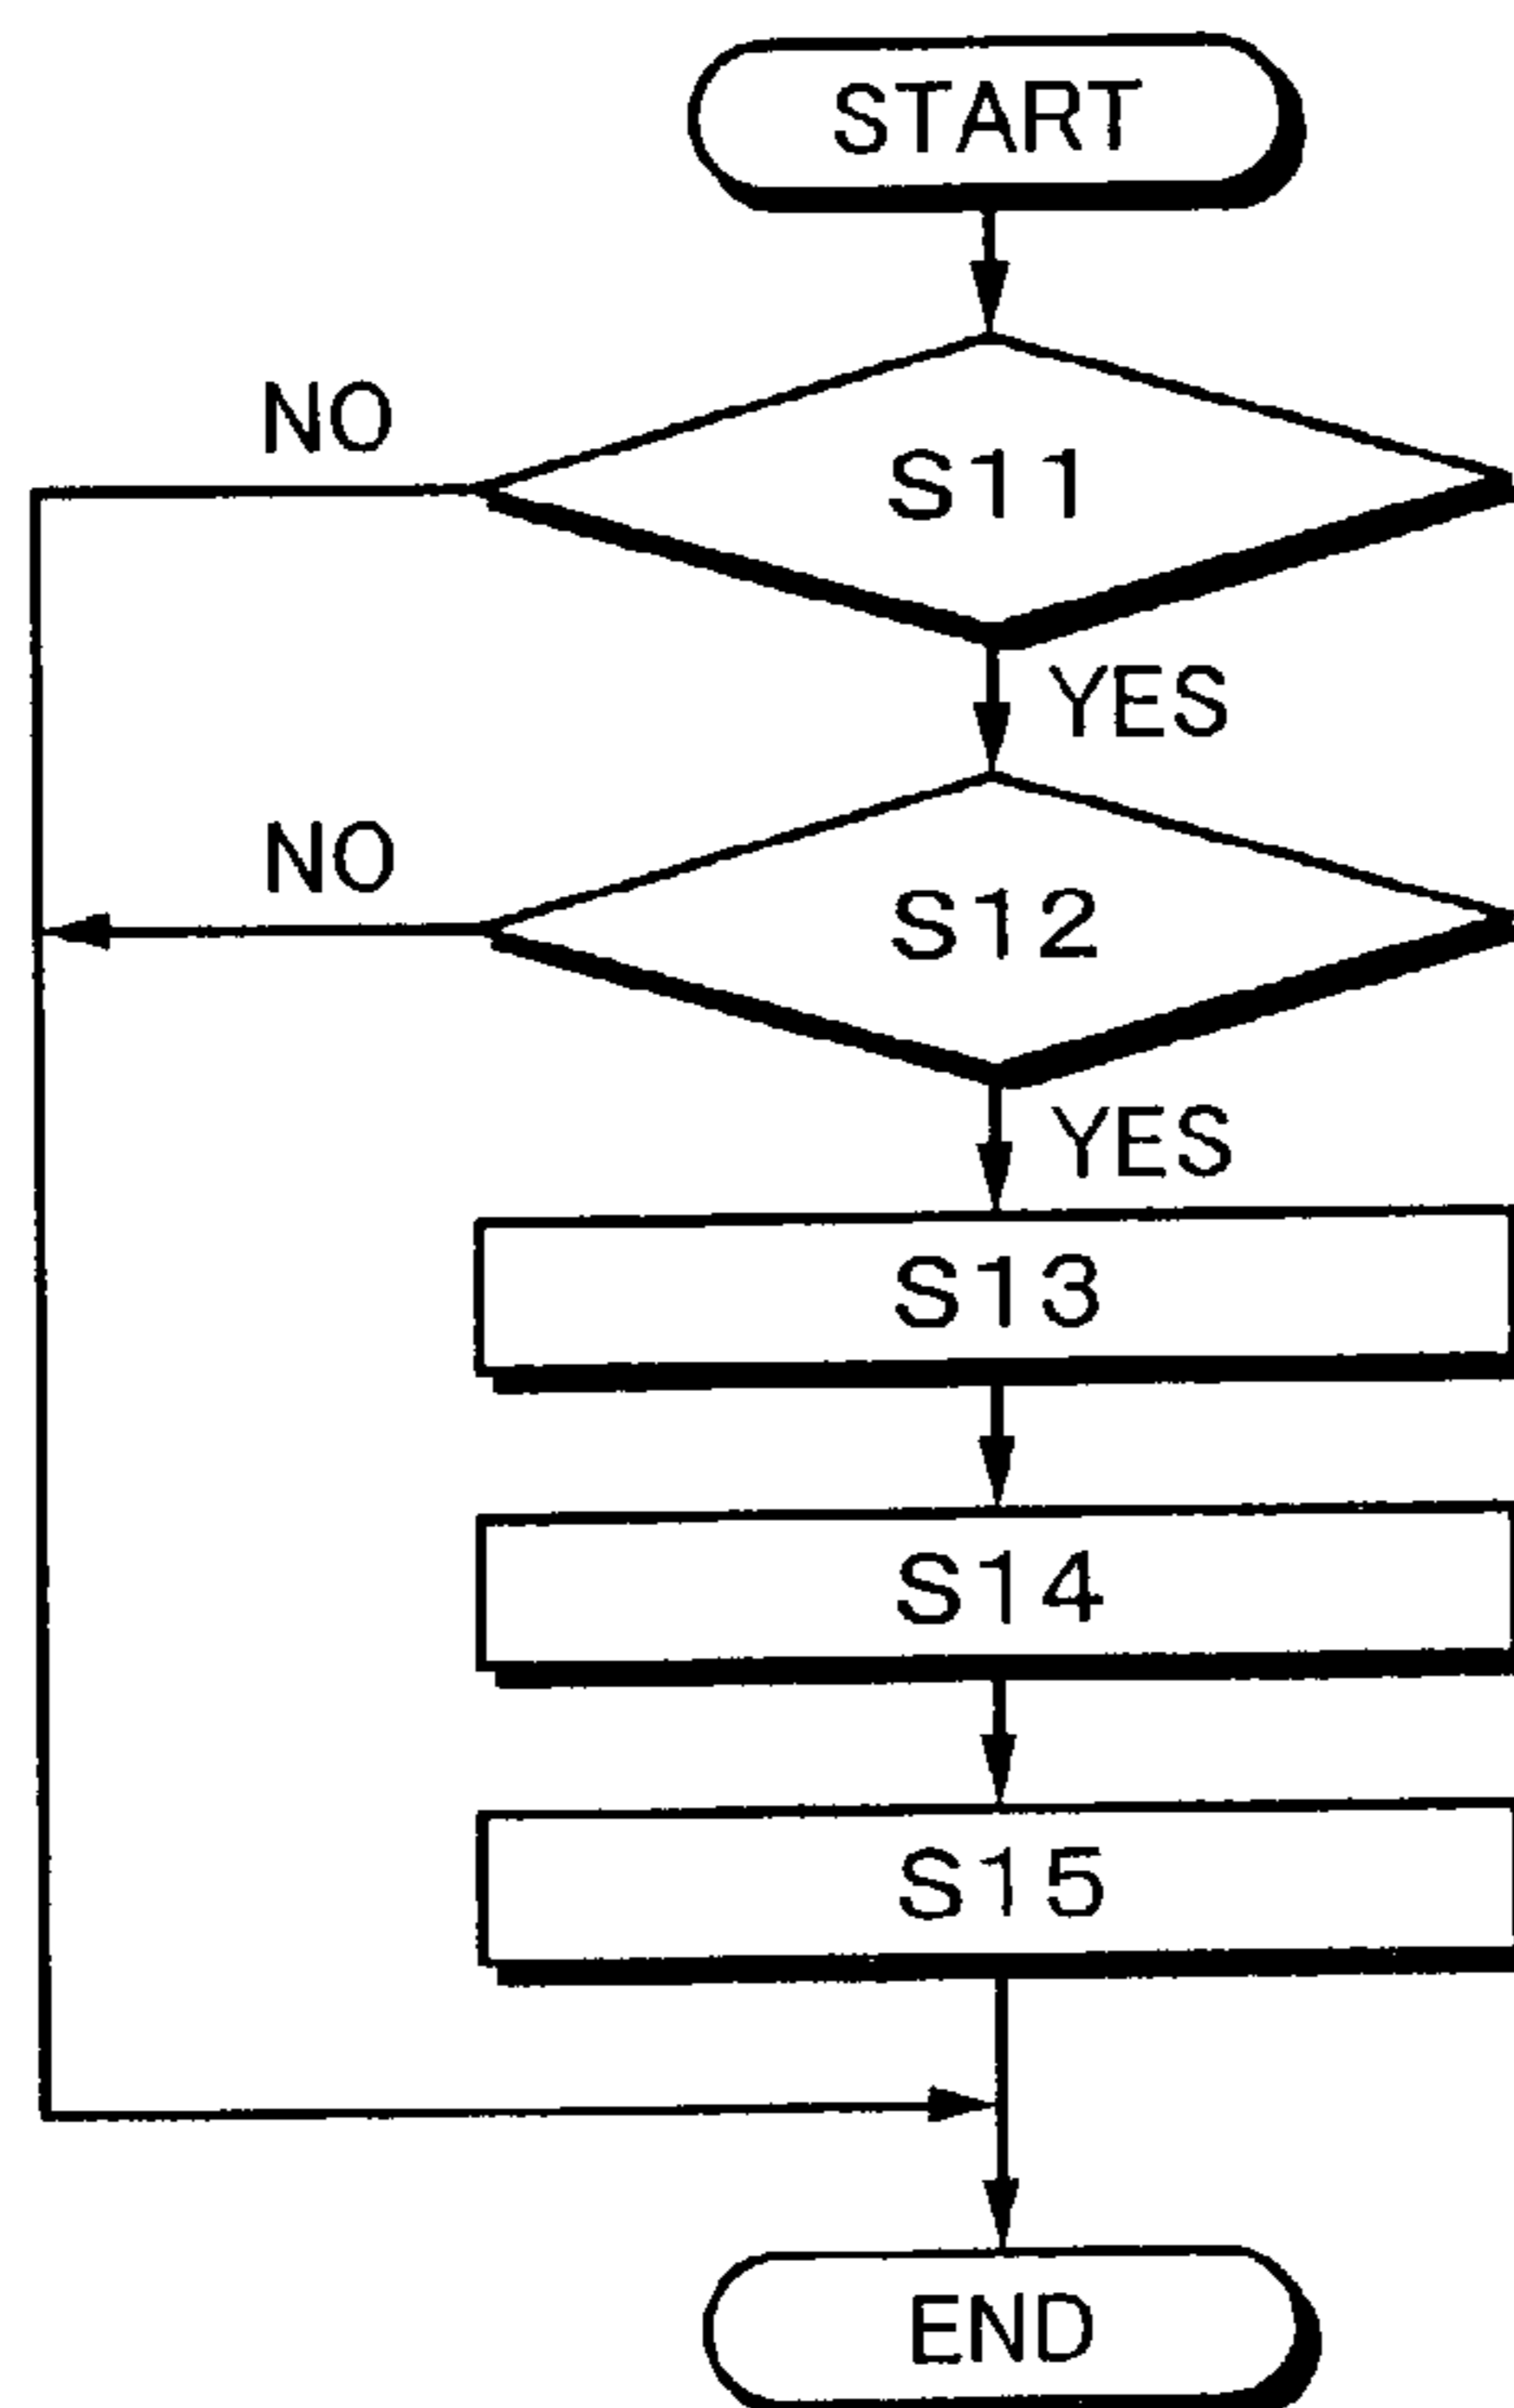 START
NO
S11
YES
NO
S12
YES
S13
S14
S15
END